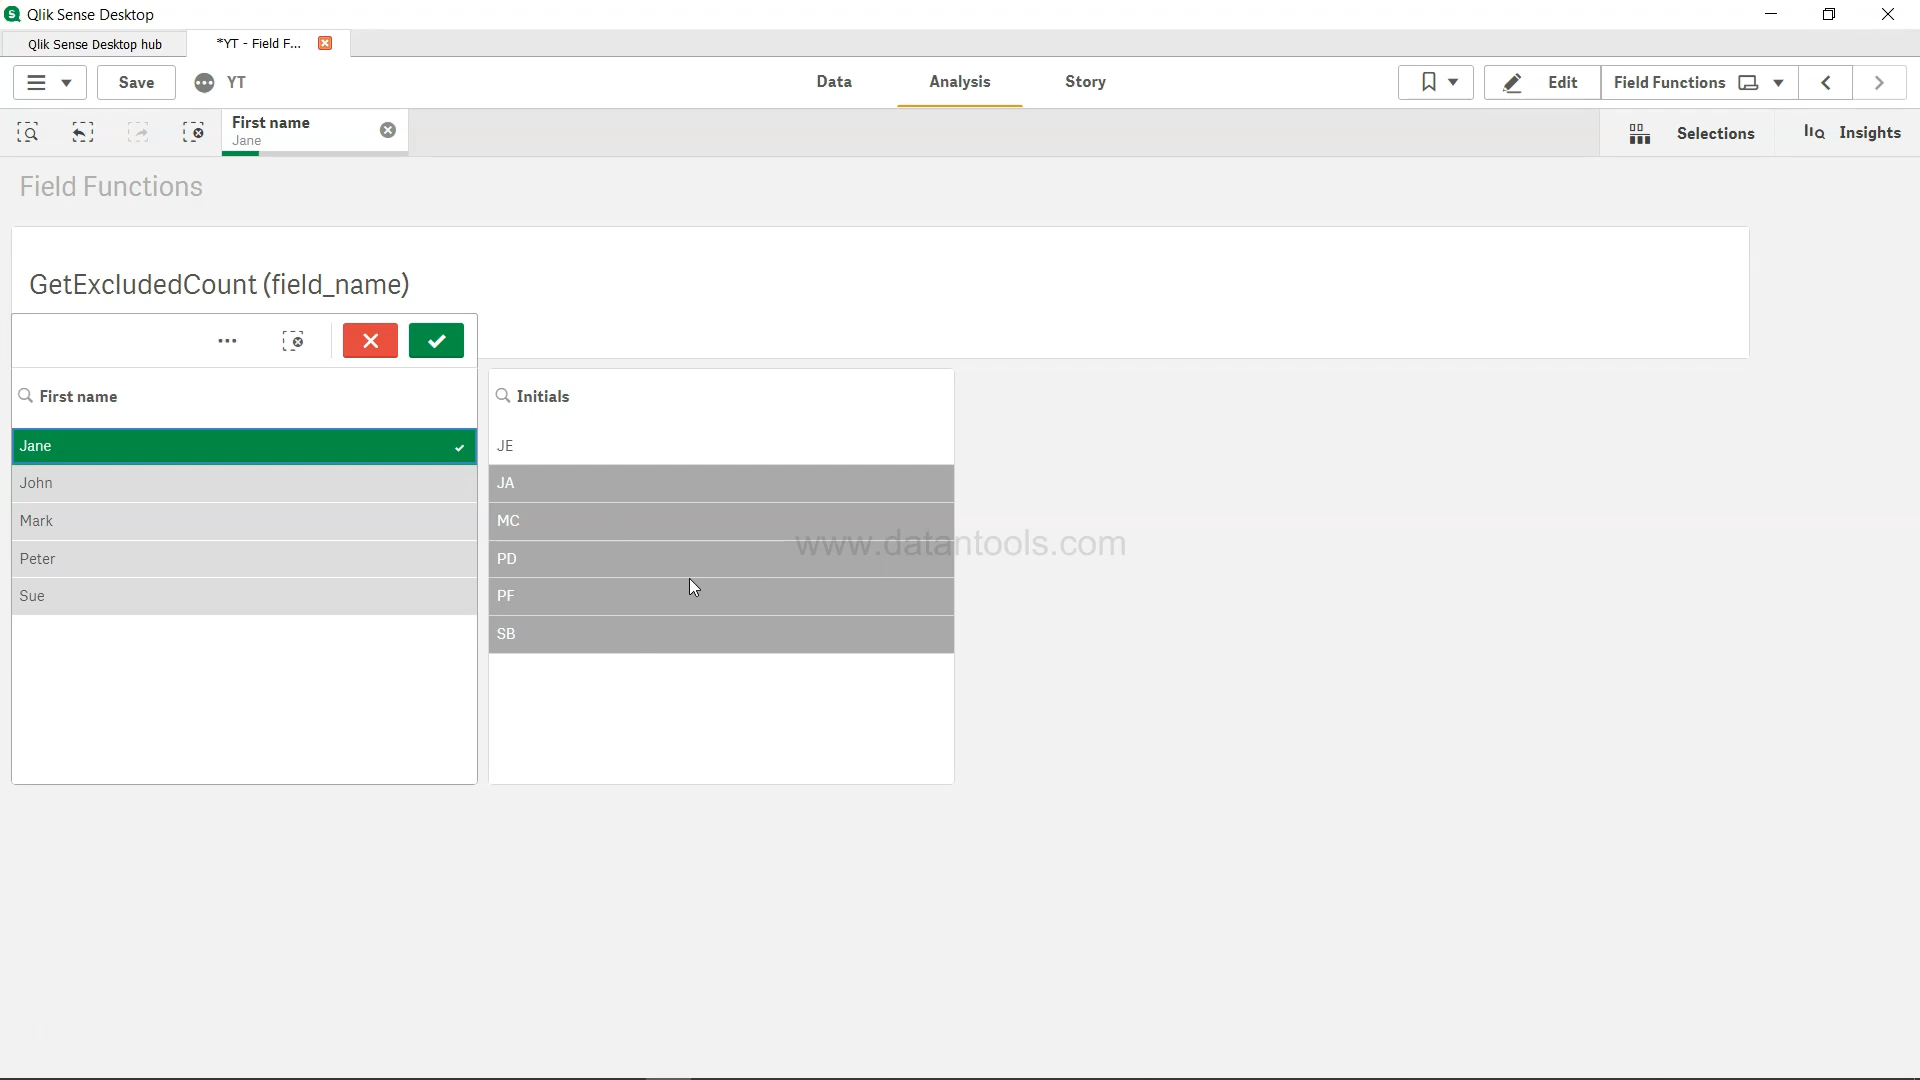 Qlik Sense Desktop
Qlik Sense Desktop hub
*YT - Field F...
Save
YT
Data
Analysis
Story
Edit
Field Functions
First name
Jane
Selections
Insights
Field Functions
GetExcludedCount (field_name)
First name
Jane
John
Mark
Peter
Sue
Initials
JE
JA
MC
PD
PF
SB
www.datantools.com